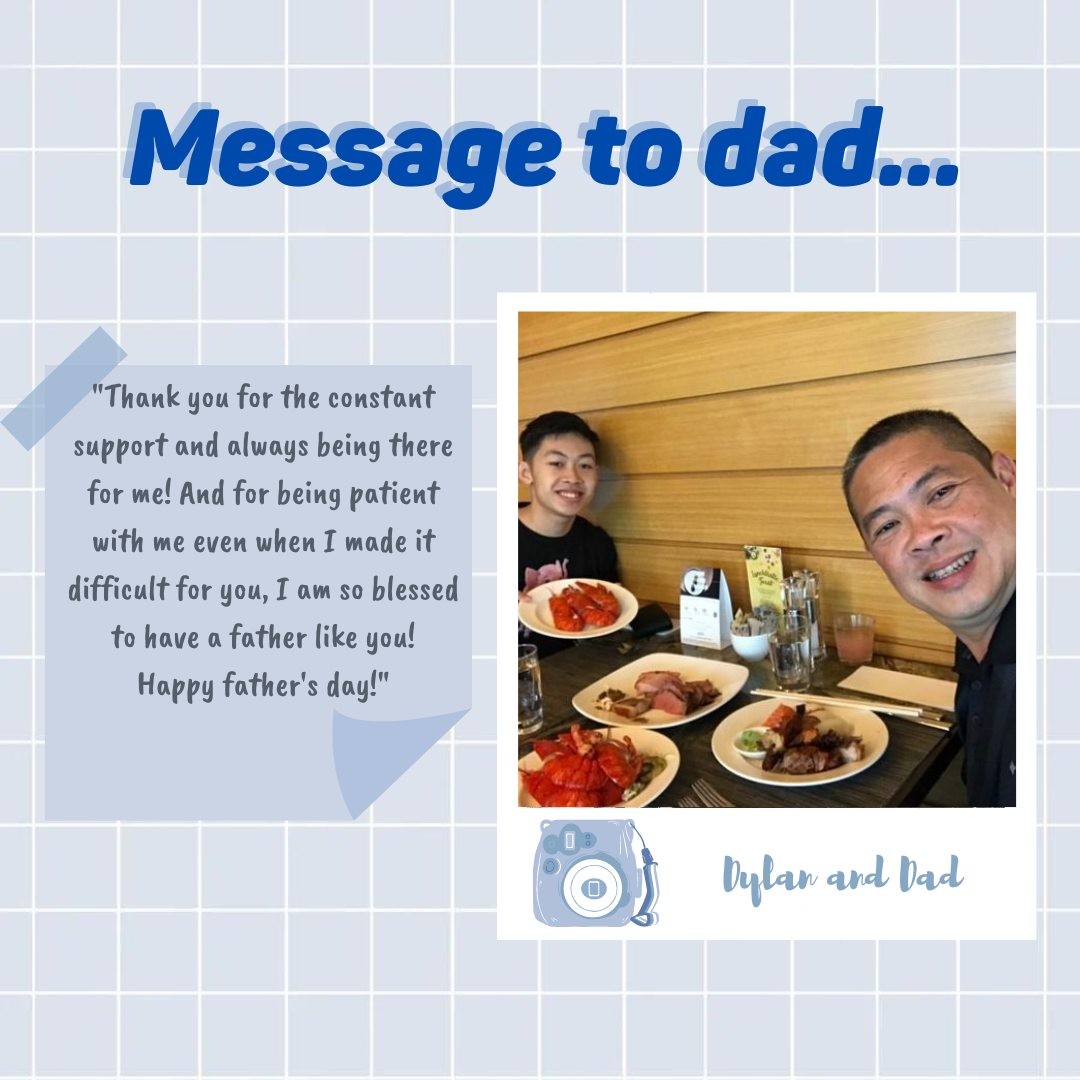 Message to dad...
"Thank you for the constant
support and always being there
for me! And for being patient
with me even when I made it
difficult for you, I am so blessed
to have a father like you!
Happy father's day!"
Dylan and Dad